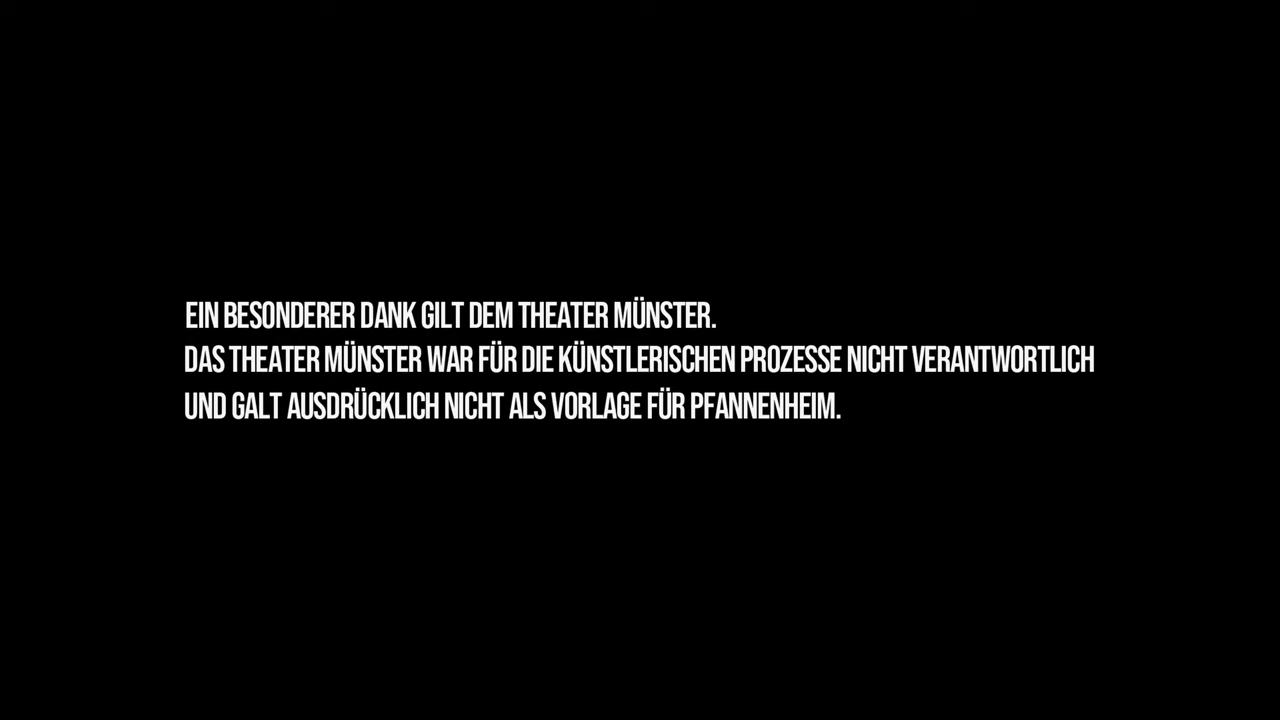 EIN BESONDERER DANK GILT DEM THEATER MÜNSTER.
DAS THEATER MÜNSTER WAR FÜR DIE KÜNSTLERISCHEN PROZESSE NICHT VERANTWORTLICH
UND GALT AUSDRÜCKLICH NICHT ALS VORLAGE FÜR PFANNENHEIM.